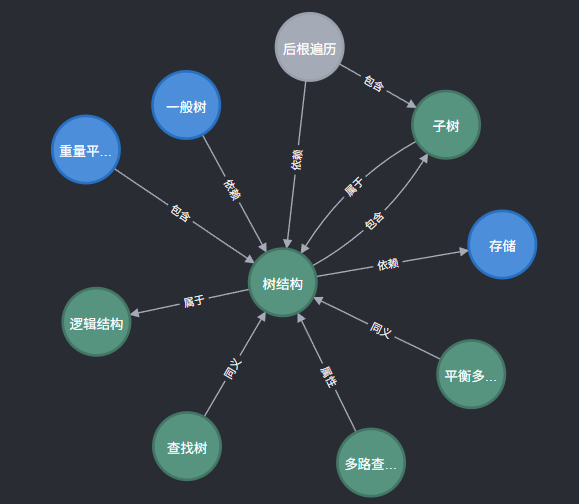 后根遍历
包含
一般树
子树
重量平...
依赖
依赖
属于
包含
包含
存储
依赖
树结构
属于
逻辑结构
同义
平衡多...
同义
属性
查找树
多路查...